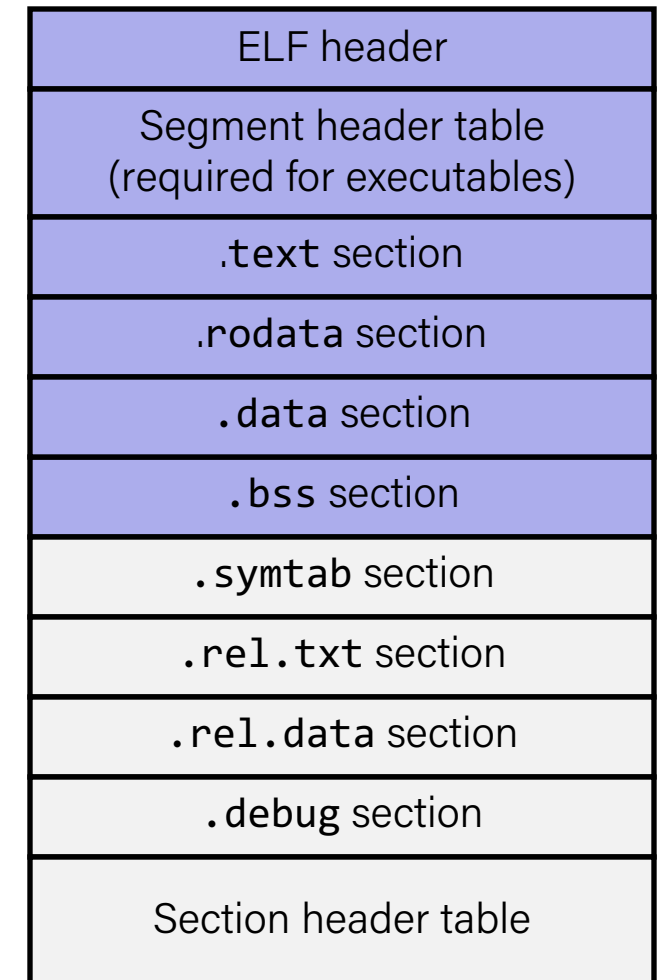 ELF header
Segment header table
(required for executables)
.text section
.rodata section
.data section
.bss section
.symtab section
.rel.txt section
.rel.data section
.debug section
Section header table